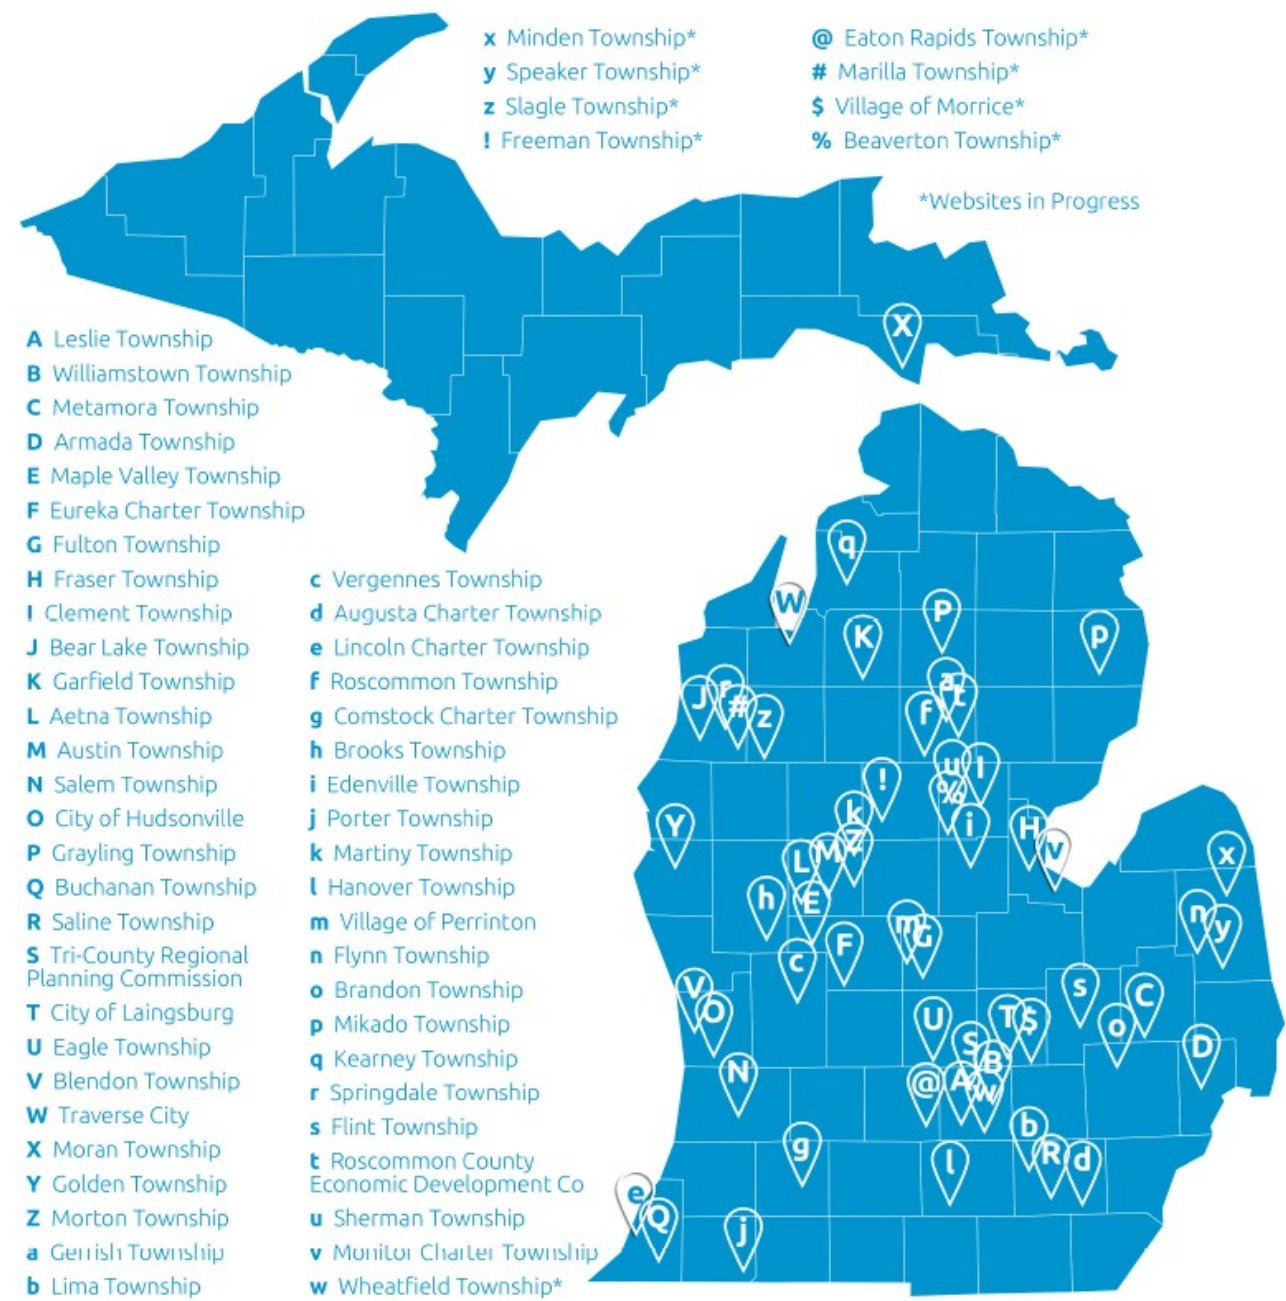 x Minden Township*
y Speaker Township*
z Slagle Township*
! Freeman Township*
@ Eaton Rapids Township*
# Marilla Township*
$ Village of Morrice*
% Beaverton Township*
*Websites in Progress
A Leslie Township
B Williamstown Township
C Metamora Township
D Armada Township
E Maple Valley Township
F Eureka Charter Township
G Fulton Township
H Fraser Township
I Clement Township
J Bear Lake Township
K Garfield Township
L Aetna Township
M Austin Township
N Salem Township
O City of Hudsonville
P Grayling Township
Q Buchanan Township
R Saline Township
S Tri-County Regional
Planning Commission
T City of Laingsburg
U Eagle Township
V Blendon Township
W Traverse City
X Moran Township
Y Golden Township
Z Morton Township
a Gerrish Township
b Lima Township
c Vergennes Township
d Augusta Charter Township
e Lincoln Charter Township
f Roscommon Township
g Comstock Charter Township
h Brooks Township
i Edenville Township
j Porter Township
k Martiny Township
l Hanover Township
m Village of Perrinton
n Flynn Township
o Brandon Township
p Mikado Township
q Kearney Township
r Springdale Township
s Flint Township
t Roscommon County
Economic Development Co
u Sherman Township
v Monitor Charter Township
w Wheatfield Township*
X
q
W
P
K
p
a
t
J
r
#
z
f
u
I
!
%
k
i
Y
H
v
Z
M
L
x
E
h
n
y
m
G
F
c
V
O
s
C
U
T
$
o
S
B
D
N
@
A
w
b
g
l
R
d
e
Q
j